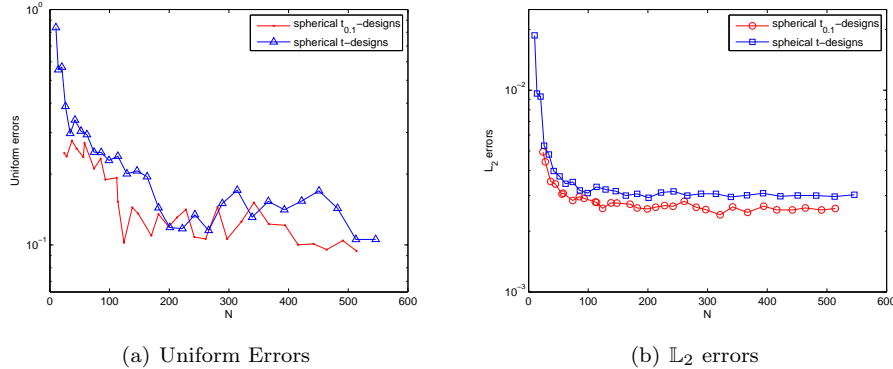 10^0
10^{-1}
Uniform errors
0 100 200 300 400 500 600
N
spherical t_{0.1}−designs
spherical t−designs
(a) Uniform Errors
10^{-2}
10^{-3}
L_2 errors
0 100 200 300 400 500 600
N
spherical t_{0.1}−designs
spheical t−designs
(b) 𝕃_2 errors